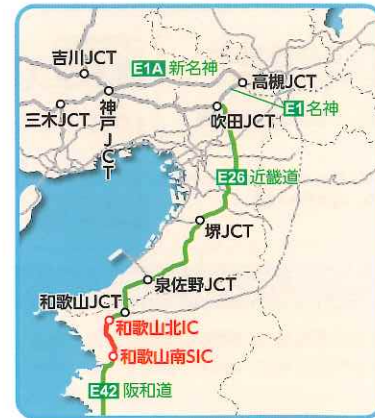 吉川JCT
E1A 新名神
高槻JCT
三木JCT
神戸JCT
E1 名神
吹田JCT
E26 近畿道
堺JCT
泉佐野JCT
和歌山JCT
和歌山北IC
和歌山南SIC
E42 阪和道